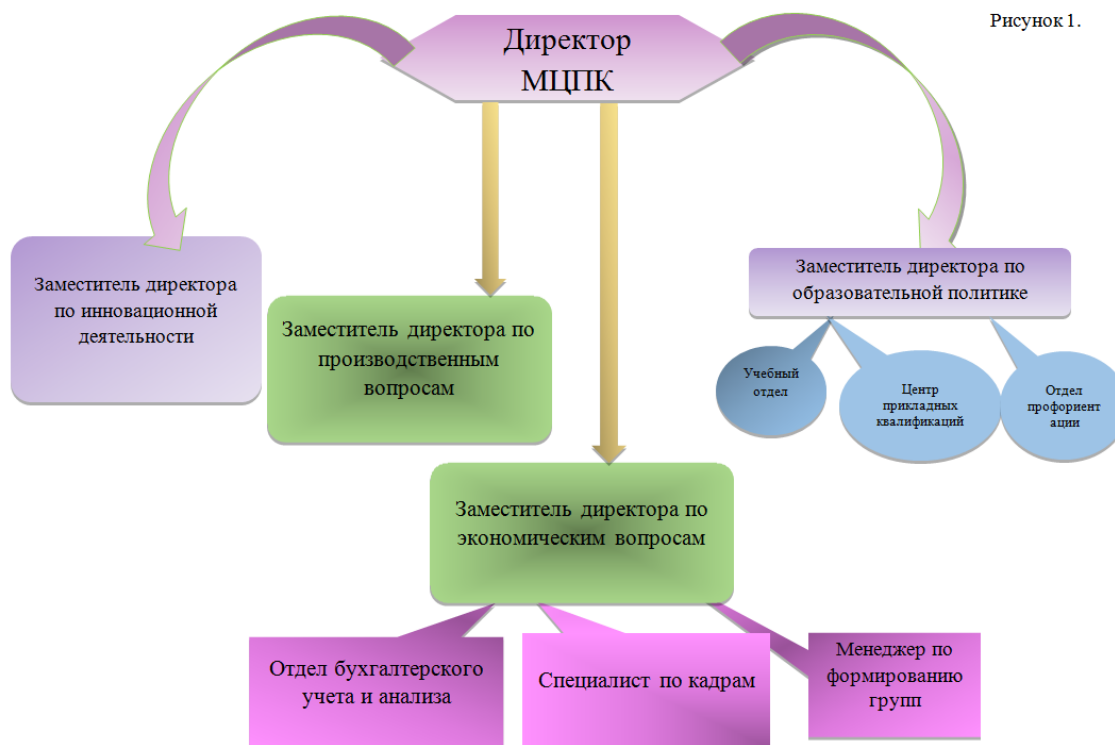 Рисунок 1.
Директор
МЦПК
Заместитель директора
по инновационной
деятельности
Заместитель директора по
производственным
вопросам
Заместитель директора по
образовательной политике
Учебный
отдел
Центр
прикладных
квалификаций
Отдел
профориент
ации
Заместитель директора по
экономическим вопросам
Отдел бухгалтерского
учета и анализа
Специалист по кадрам
Менеджер по
формированию
групп